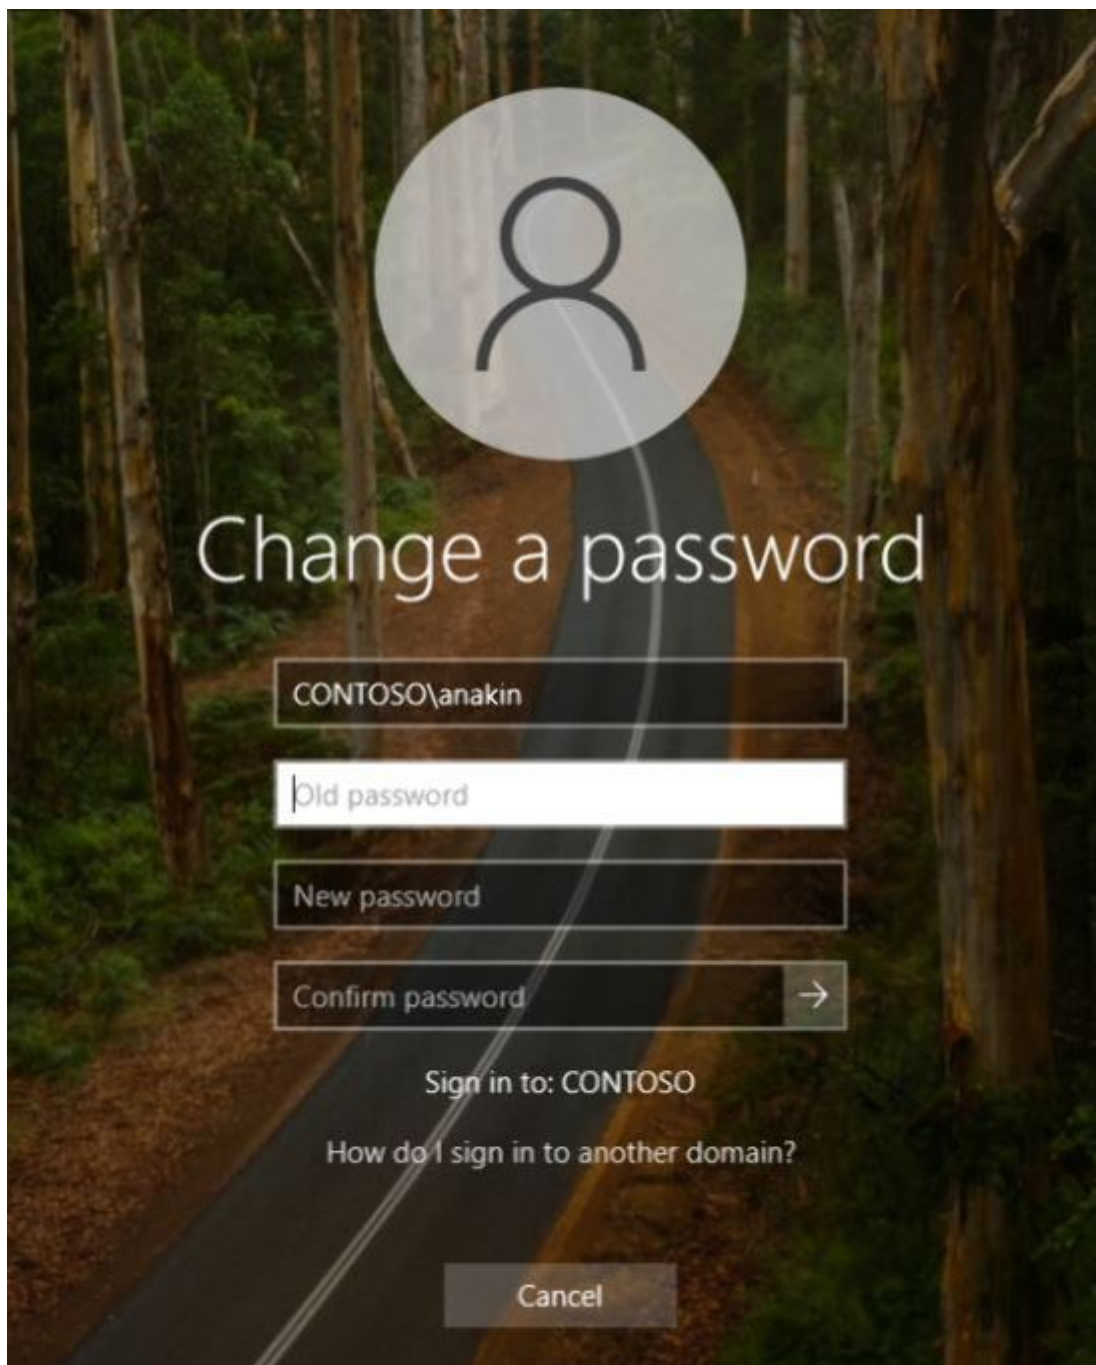 Change a password
CONTOSO\anakin
Old password
New password
Confirm password
Sign in to: CONTOSO
How do I sign in to another domain?
Cancel